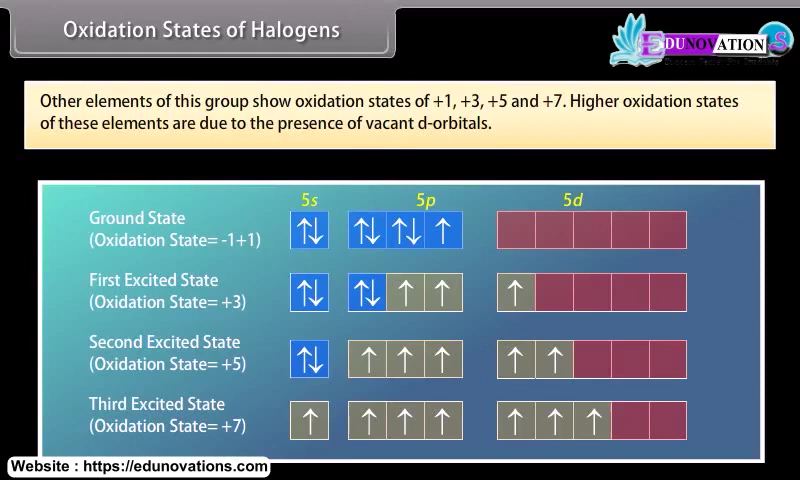 Oxidation States of Halogens
EDUNOVATION S
Other elements of this group show oxidation states of +1, +3, +5 and +7. Higher oxidation states
of these elements are due to the presence of vacant d-orbitals.
5s 5p 5d
Ground State
(Oxidation State= -1+1)
First Excited State
(Oxidation State= +3)
Second Excited State
(Oxidation State= +5)
Third Excited State
(Oxidation State= +7)
Website : https://edunovations.com